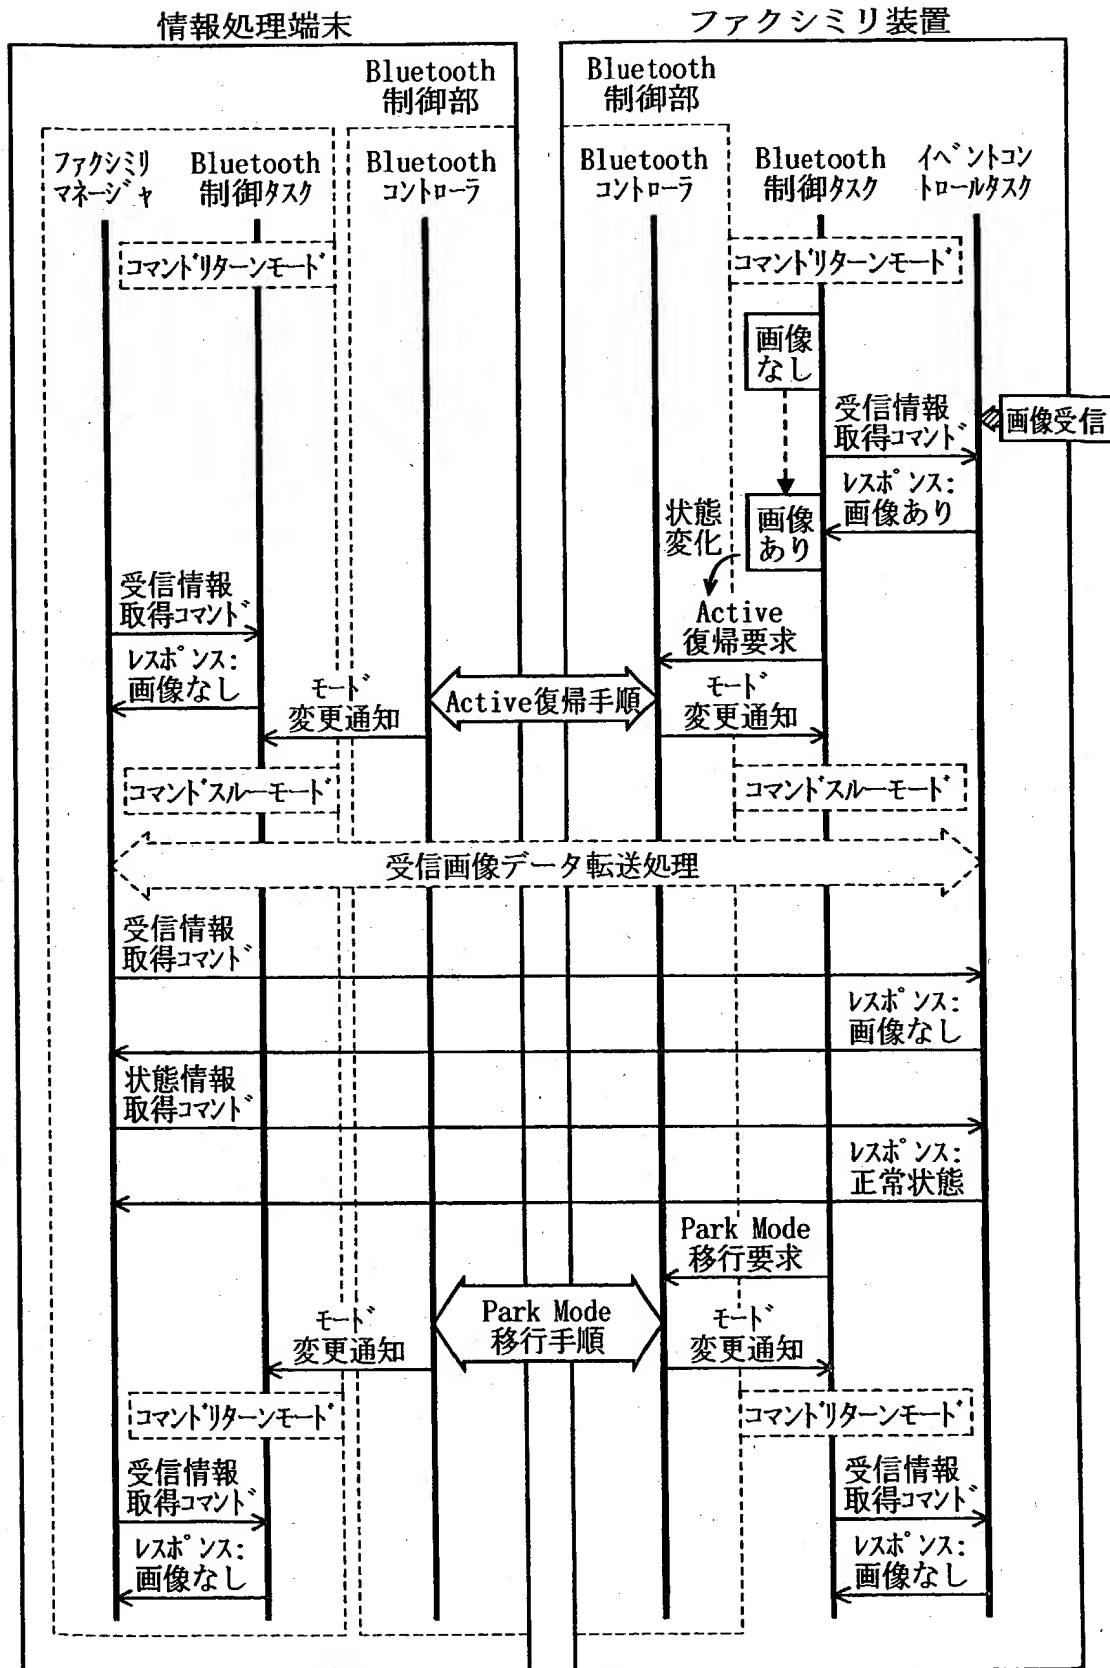 情報処理端末
ファクシミリ装置
Bluetooth
制御部
Bluetooth
制御部
ファクシミリ
マネージャ
Bluetooth
制御タスク
Bluetooth
コントローラ
Bluetooth
コントローラ
Bluetooth
制御タスク
イベントコン
トロールタスク
コマンドリターンモード
コマンドリターンモード
画像
なし
受信情報
取得コマンド
画像受信
レスポンス:
画像あり
状態
変化
画像
あり
受信情報
取得コマンド
Active
復帰要求
レスポンス:
画像なし
モード
変更通知
Active復帰手順
モード
変更通知
コマンドスルーモード
コマンドスルーモード
受信画像データ転送処理
受信情報
取得コマンド
レスポンス:
画像なし
状態情報
取得コマンド
レスポンス:
正常状態
Park Mode
移行要求
モード
変更通知
Park Mode
移行手順
モード
変更通知
コマンドリターンモード
コマンドリターンモード
受信情報
取得コマンド
受信情報
取得コマンド
レスポンス:
画像なし
レスポンス:
画像なし